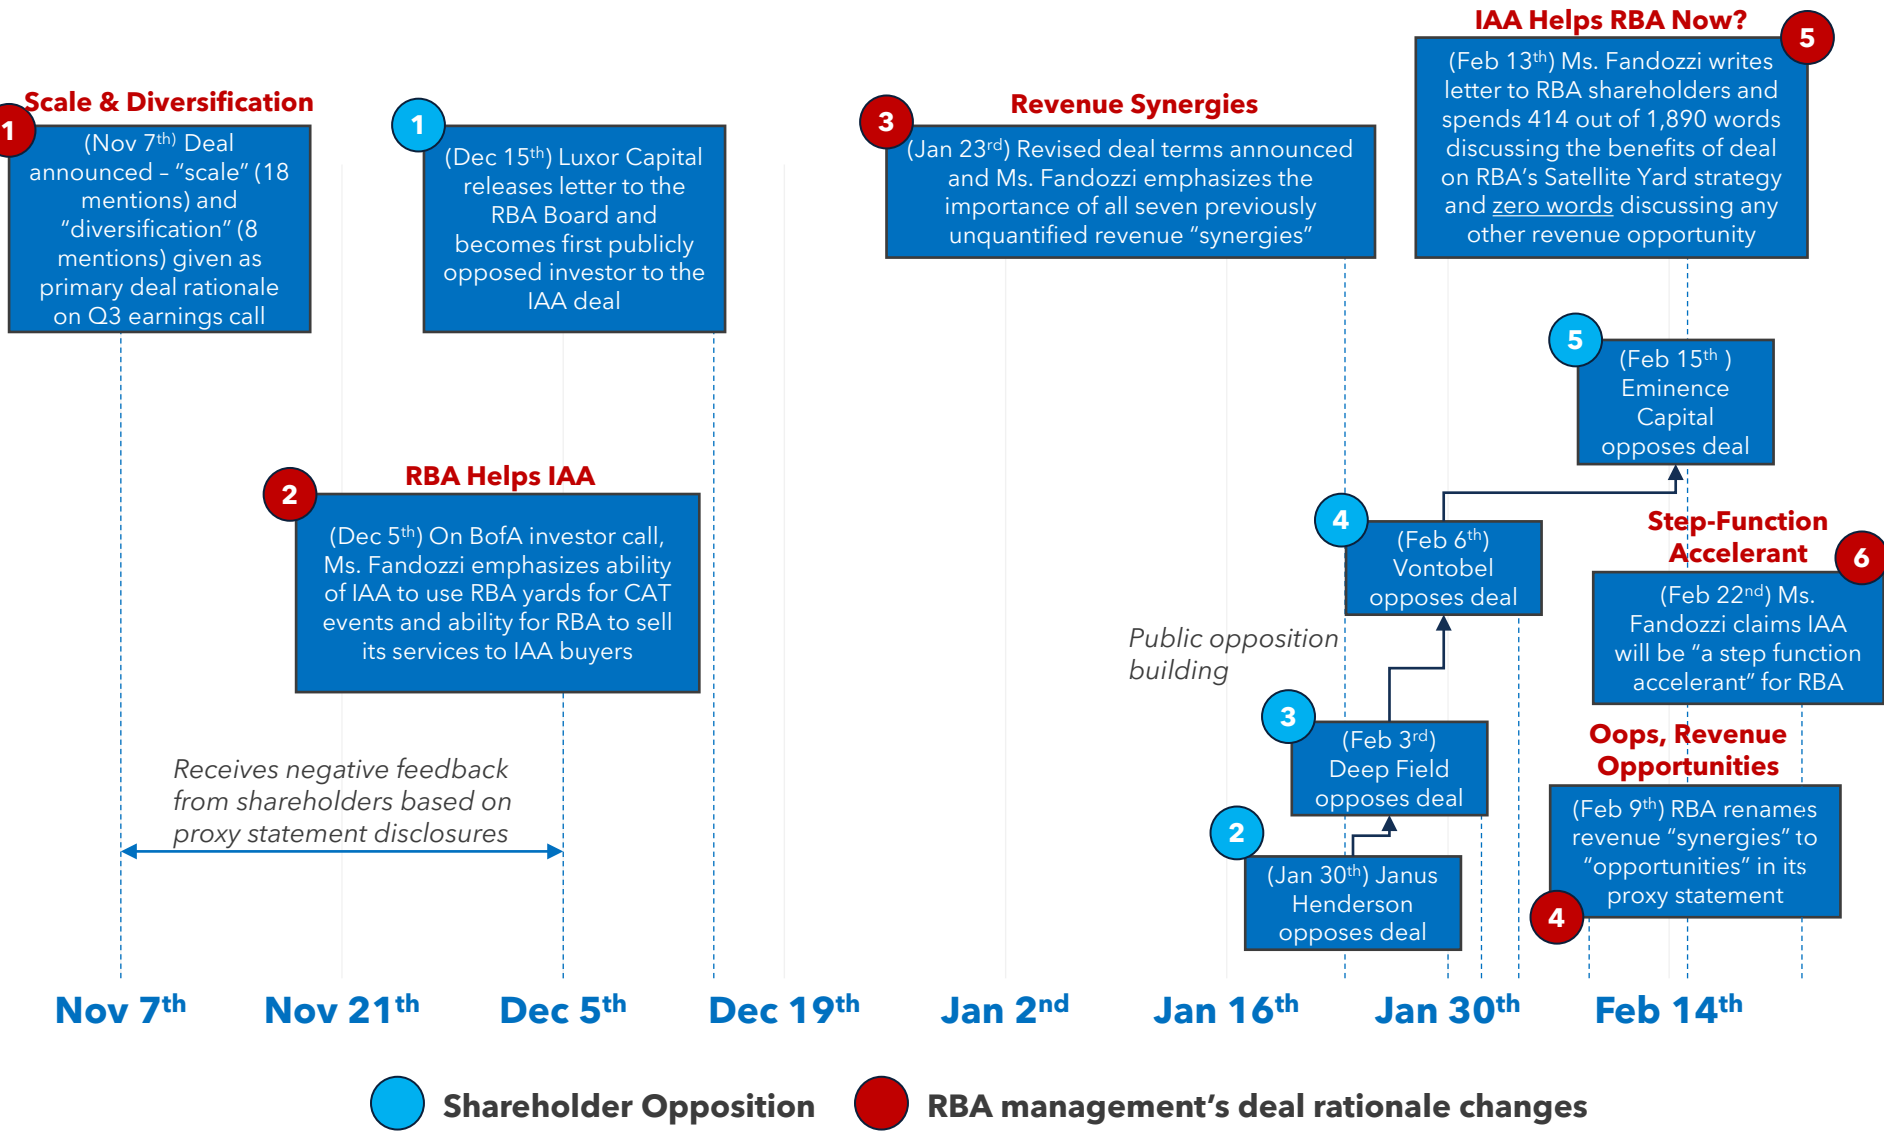 Scale & Diversification
1
(Nov 7th) Deal
announced – “scale” (18
mentions) and
“diversification” (8
mentions) given as
primary deal rationale
on Q3 earnings call
1
(Dec 15th) Luxor Capital
releases letter to the
RBA Board and
becomes first publicly
opposed investor to the
IAA deal
RBA Helps IAA
2
(Dec 5th) On BofA investor call,
Ms. Fandozzi emphasizes ability
of IAA to use RBA yards for CAT
events and ability for RBA to sell
its services to IAA buyers
Receives negative feedback
from shareholders based on
proxy statement disclosures
Revenue Synergies
3
(Jan 23rd) Revised deal terms announced
and Ms. Fandozzi emphasizes the
importance of all seven previously
unquantified revenue “synergies”
IAA Helps RBA Now?
5
(Feb 13th) Ms. Fandozzi writes
letter to RBA shareholders and
spends 414 out of 1,890 words
discussing the benefits of deal
on RBA’s Satellite Yard strategy
and zero words discussing any
other revenue opportunity
5
(Feb 15th )
Eminence
Capital
opposes deal
4
(Feb 6th)
Vontobel
opposes deal
Public opposition
building
3
(Feb 3rd)
Deep Field
opposes deal
2
(Jan 30th) Janus
Henderson
opposes deal
Step-Function
Accelerant
6
(Feb 22nd) Ms.
Fandozzi claims IAA
will be “a step function
accelerant” for RBA
Oops, Revenue
Opportunities
(Feb 9th) RBA renames
revenue “synergies” to
“opportunities” in its
proxy statement
4
Nov 7th
Nov 21th
Dec 5th
Dec 19th
Jan 2nd
Jan 16th
Jan 30th
Feb 14th
Shareholder Opposition
RBA management’s deal rationale changes